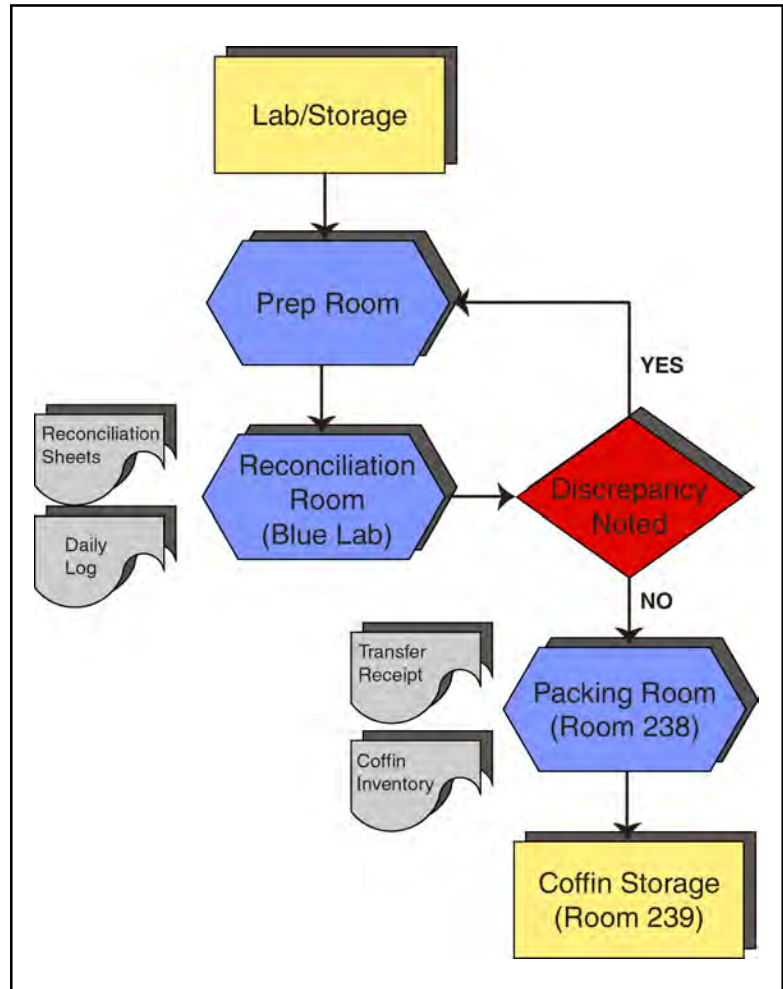 Lab/Storage
Prep Room
YES
Reconciliation
Sheets
Reconciliation
Room
(Blue Lab)
Discrepancy
Noted
Daily
Log
NO
Transfer
Receipt
Packing Room
(Room 238)
Coffin
Inventory
Coffin Storage
(Room 239)